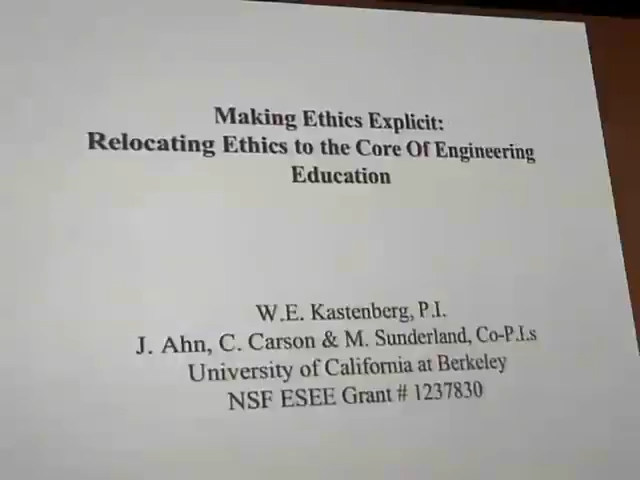 Making Ethics Explicit:
Relocating Ethics to the Core Of Engineering
Education
W.E. Kastenberg, P.I.
J. Ahn, C. Carson & M. Sunderland, Co-P.I.s
University of California at Berkeley
NSF ESEE Grant # 1237830